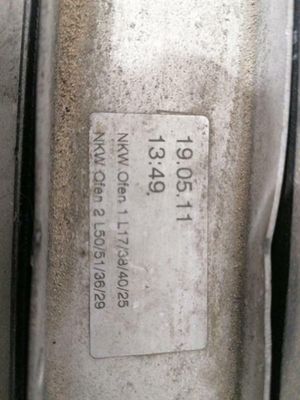 19.05.11
13:49
NKW Ofen 1 L17/38/40/25
NKW Ofen 2 L50/51/36/29